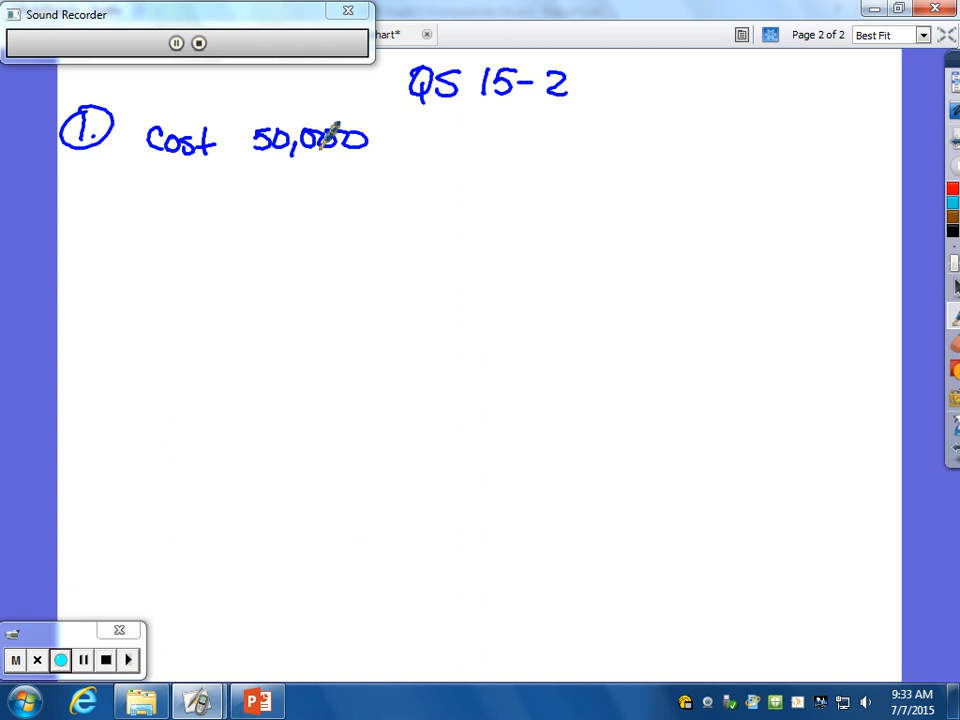 Sound Recorder
hart*
Page 2 of 2
Best Fit
QS 15-2
1. Cost 50,000
M
9:33 AM
7/7/2015